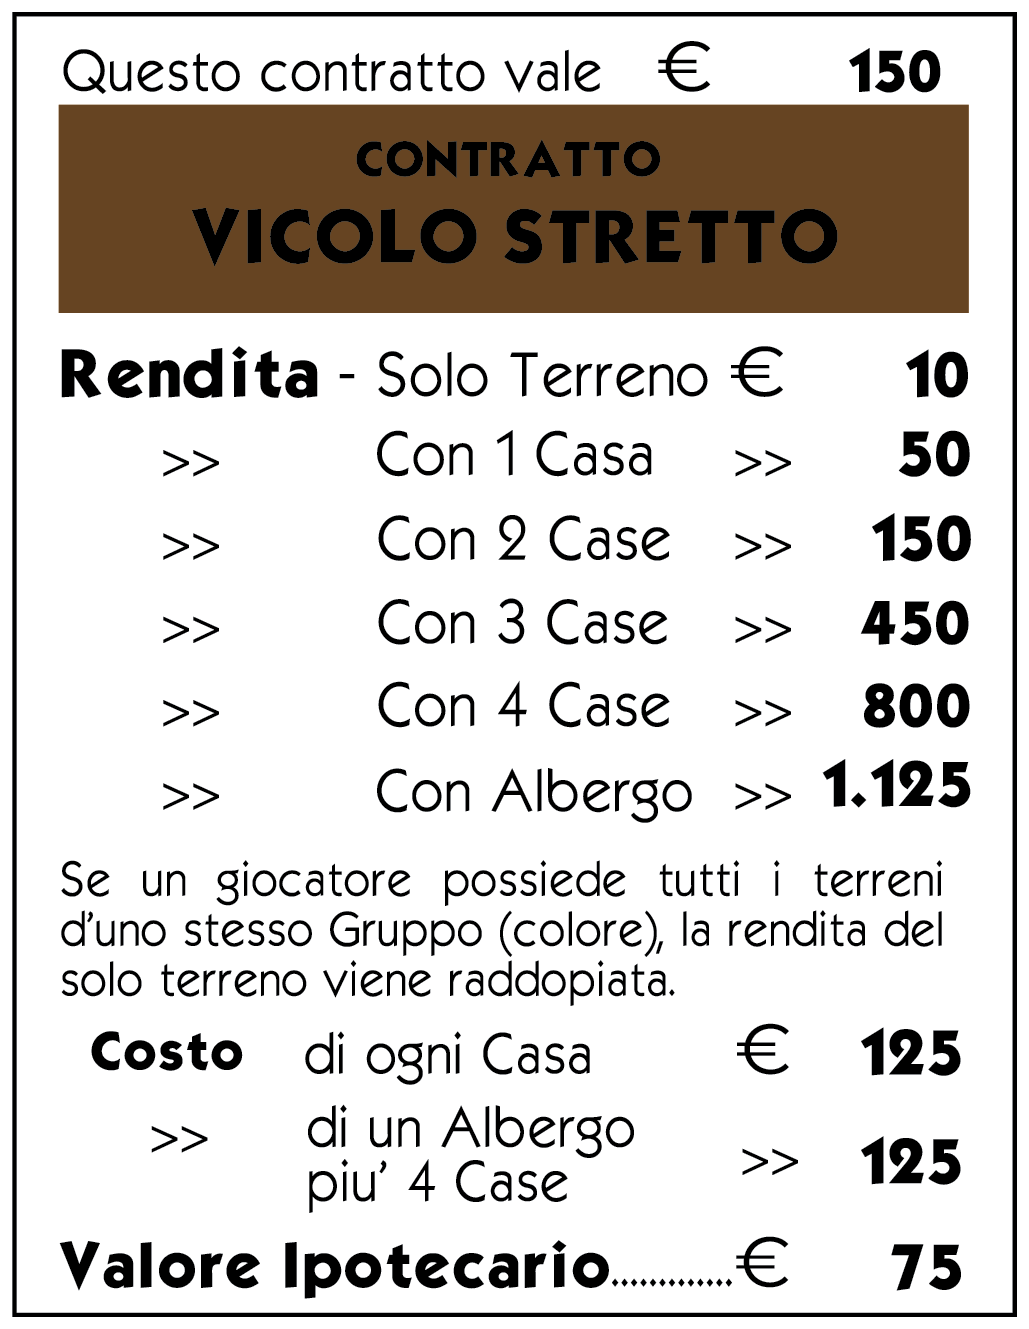 Questo contratto vale € 150
CONTRATTO
VICOLO STRETTO
Rendita - Solo Terreno € 10
>> Con 1 Casa >> 50
>> Con 2 Case >> 150
>> Con 3 Case >> 450
>> Con 4 Case >> 800
>> Con Albergo >> 1.125
Se un giocatore possiede tutti i terreni
d'uno stesso Gruppo (colore), la rendita del
solo terreno viene raddopiata.
Costo di ogni Casa € 125
>> di un Albergo
piu' 4 Case >> 125
Valore Ipotecario.............€ 75